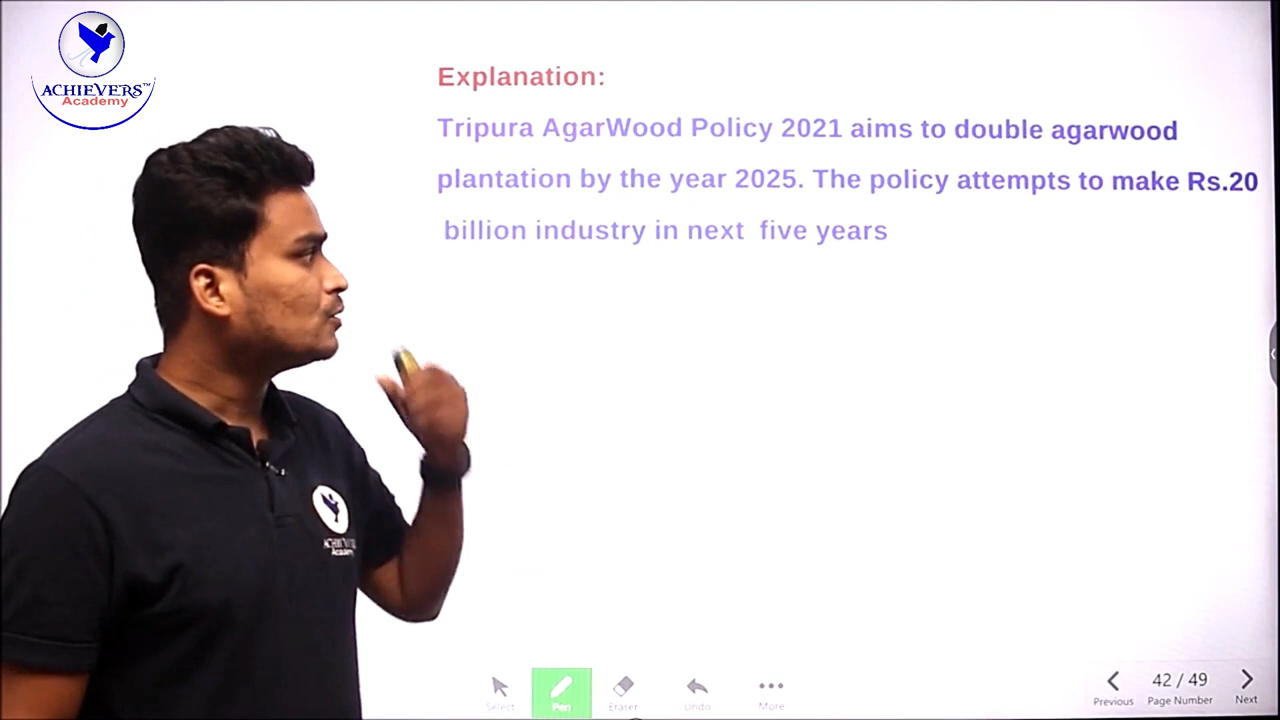 ACHIEVERS™
Academy
Explanation:
Tripura AgarWood Policy 2021 aims to double agarwood
plantation by the year 2025. The policy attempts to make Rs.20
billion industry in next five years
Academy
Select
Pen
Eraser
Undo
More
Previous
42 / 49
Page Number
Next